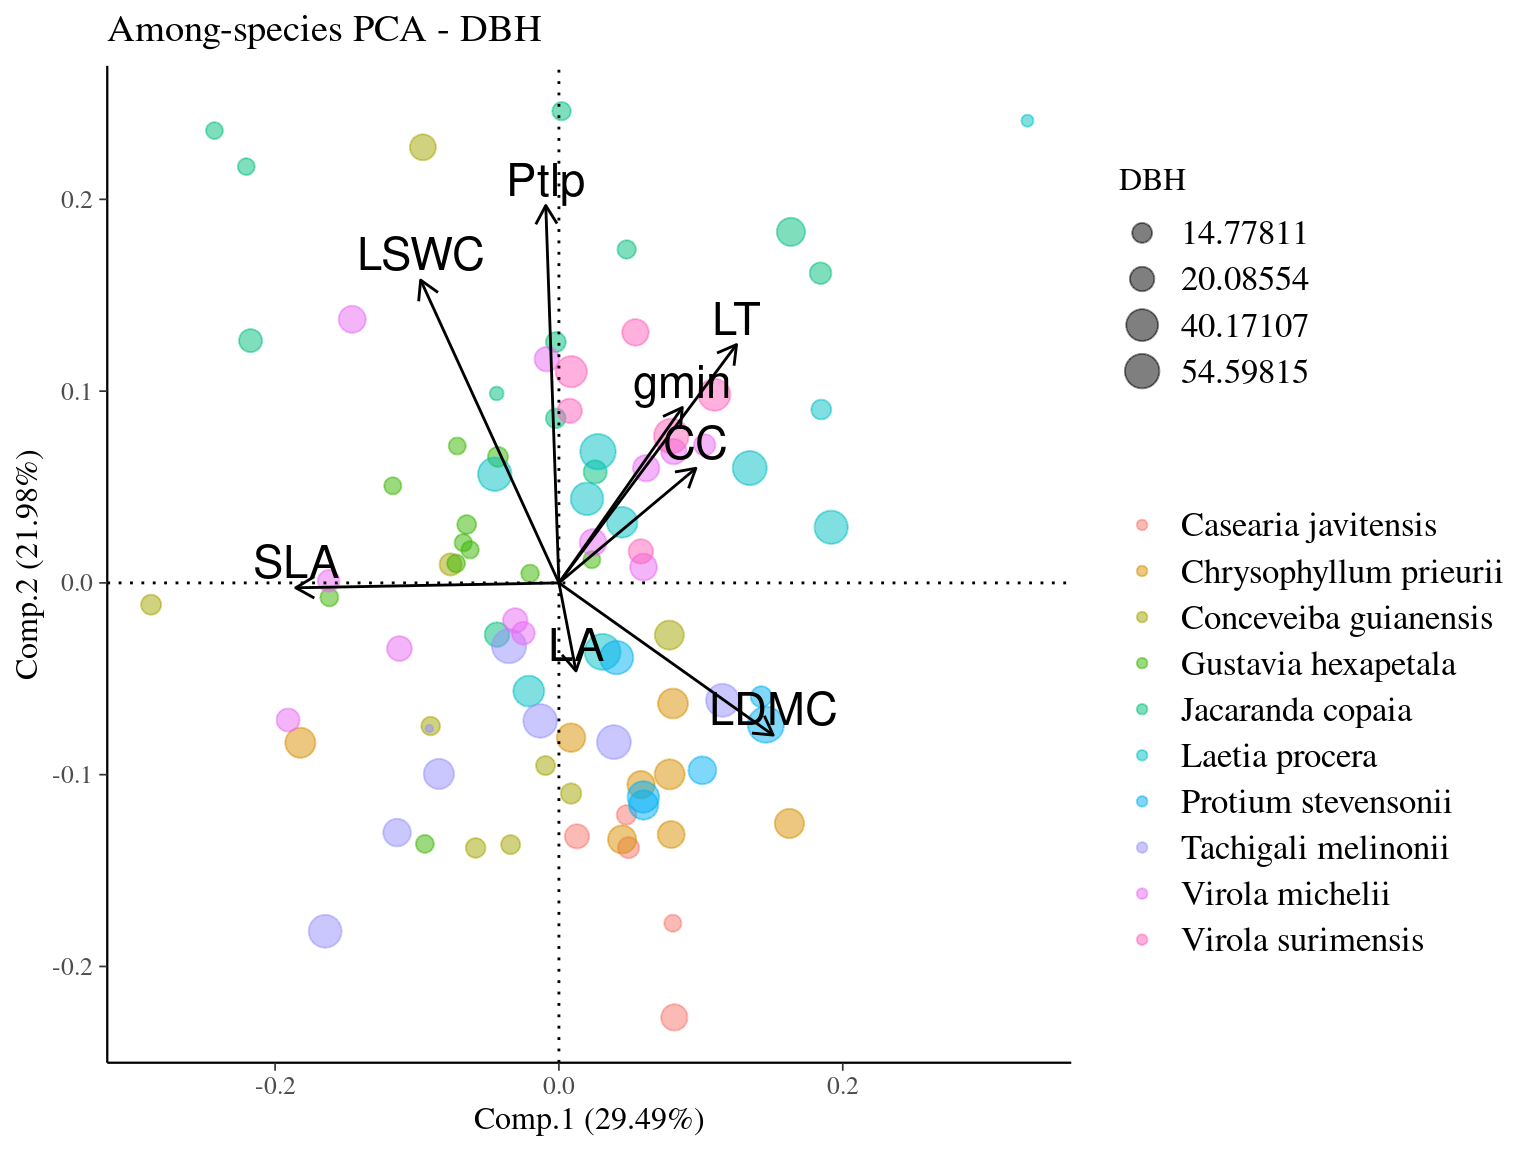 Among-species PCA - DBH
Comp.2 (21.98%)
0.2
0.1
0.0
-0.1
-0.2
Ptlp
LSWC
LT
gmin
CC
SLA
LA
LDMC
-0.2
0.0
0.2
Comp.1 (29.49%)
DBH
14.77811
20.08554
40.17107
54.59815
Casearia javitensis
Chrysophyllum prieurii
Conceveiba guianensis
Gustavia hexapetala
Jacaranda copaia
Laetia procera
Protium stevensonii
Tachigali melinonii
Virola michelii
Virola surimensis